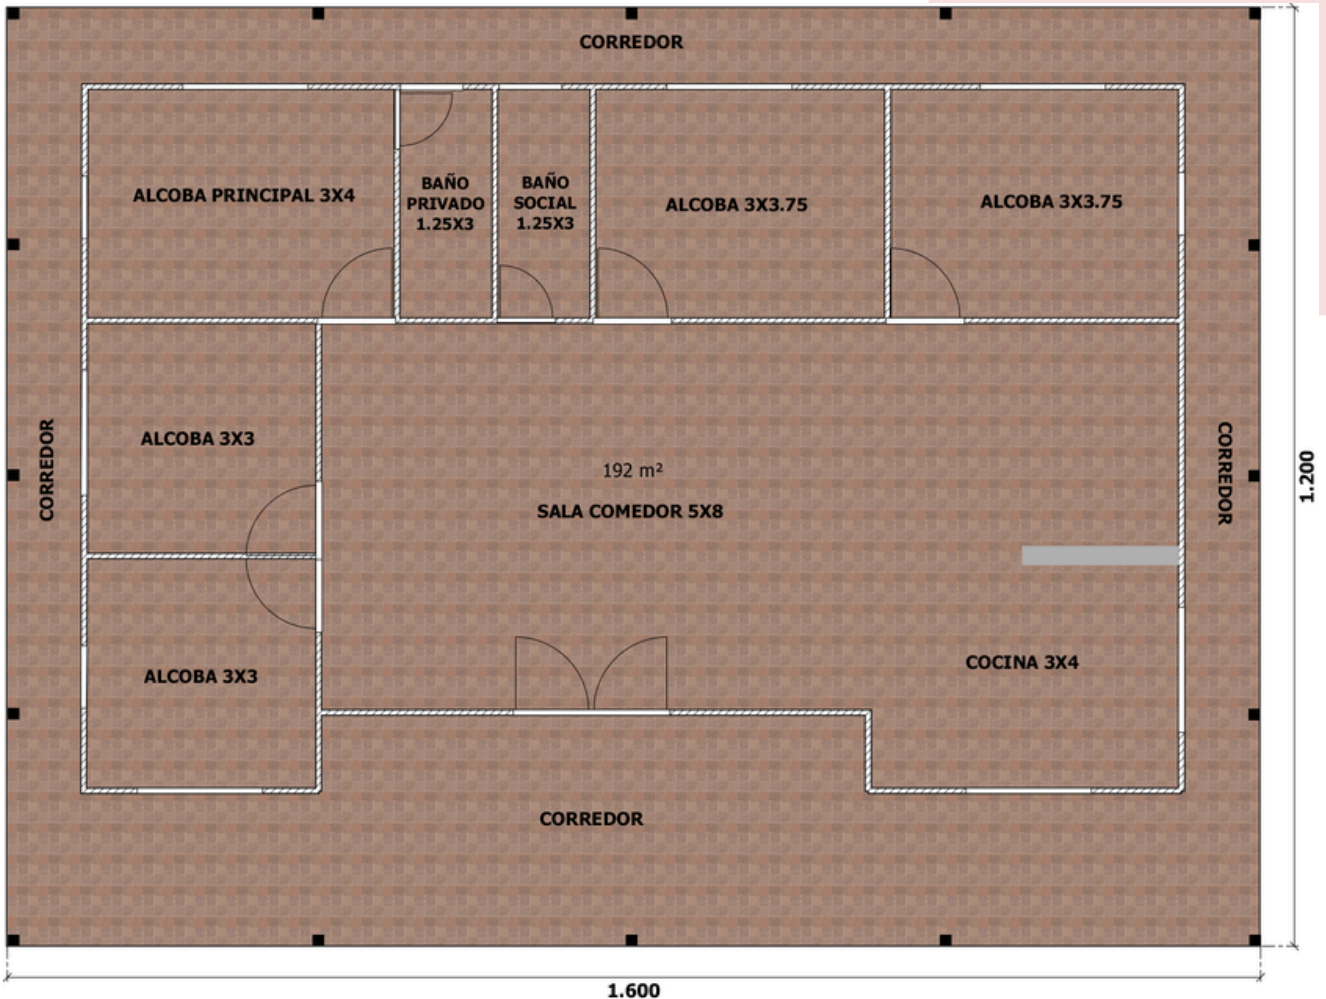 CORREDOR
ALCOBA PRINCIPAL 3X4
BAÑO
PRIVADO
1.25X3
BAÑO
SOCIAL
1.25X3
ALCOBA 3X3.75
ALCOBA 3X3.75
CORREDOR
ALCOBA 3X3
192 m²
SALA COMEDOR 5X8
CORREDOR
1.200
ALCOBA 3X3
COCINA 3X4
CORREDOR
1.600